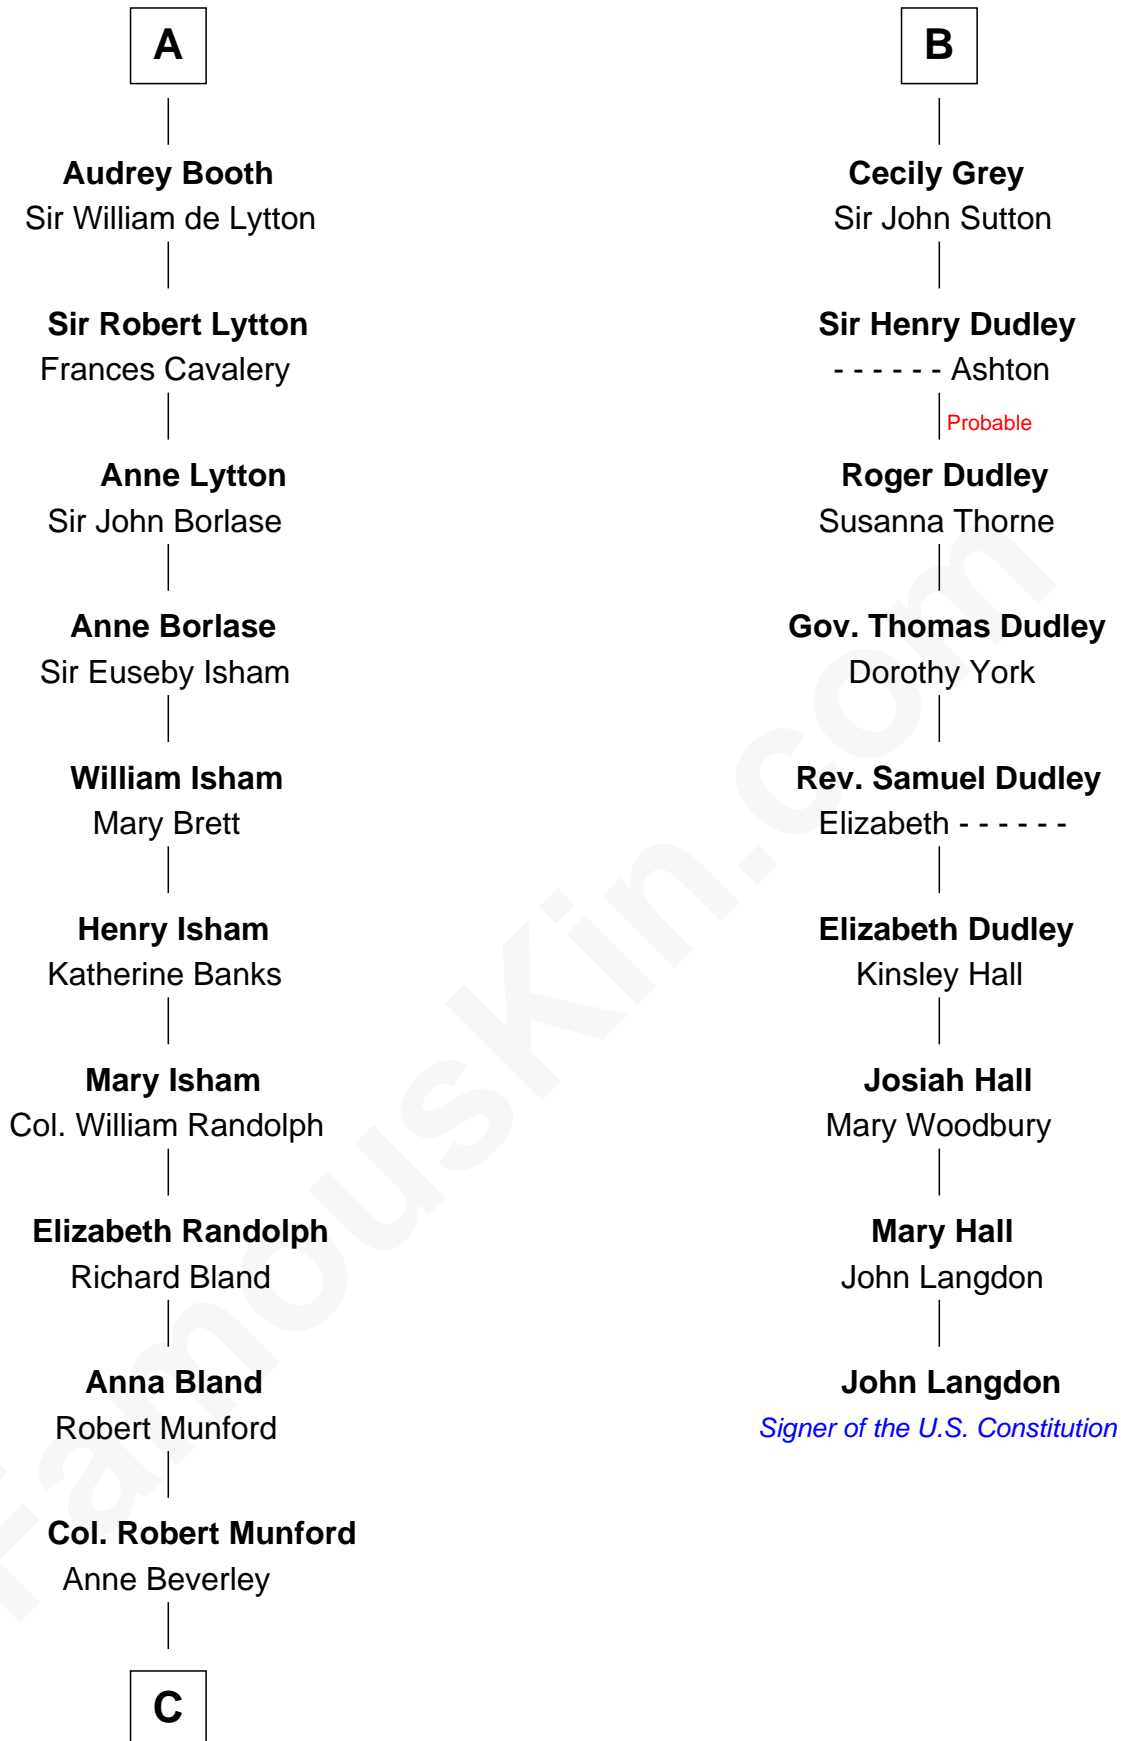 A
Audrey Booth
Sir William de Lytton
Sir Robert Lytton
Frances Cavalery
Anne Lytton
Sir John Borlase
Anne Borlase
Sir Euseby Isham
William Isham
Mary Brett
Henry Isham
Katherine Banks
Mary Isham
Col. William Randolph
Elizabeth Randolph
Richard Bland
Anna Bland
Robert Munford
Col. Robert Munford
Anne Beverley
C
B
Cecily Grey
Sir John Sutton
Sir Henry Dudley
- - - - - - Ashton
Probable
Roger Dudley
Susanna Thorne
Gov. Thomas Dudley
Dorothy York
Rev. Samuel Dudley
Elizabeth - - - - - -
Elizabeth Dudley
Kinsley Hall
Josiah Hall
Mary Woodbury
Mary Hall
John Langdon
John Langdon
Signer of the U.S. Constitution
FamousKin.com